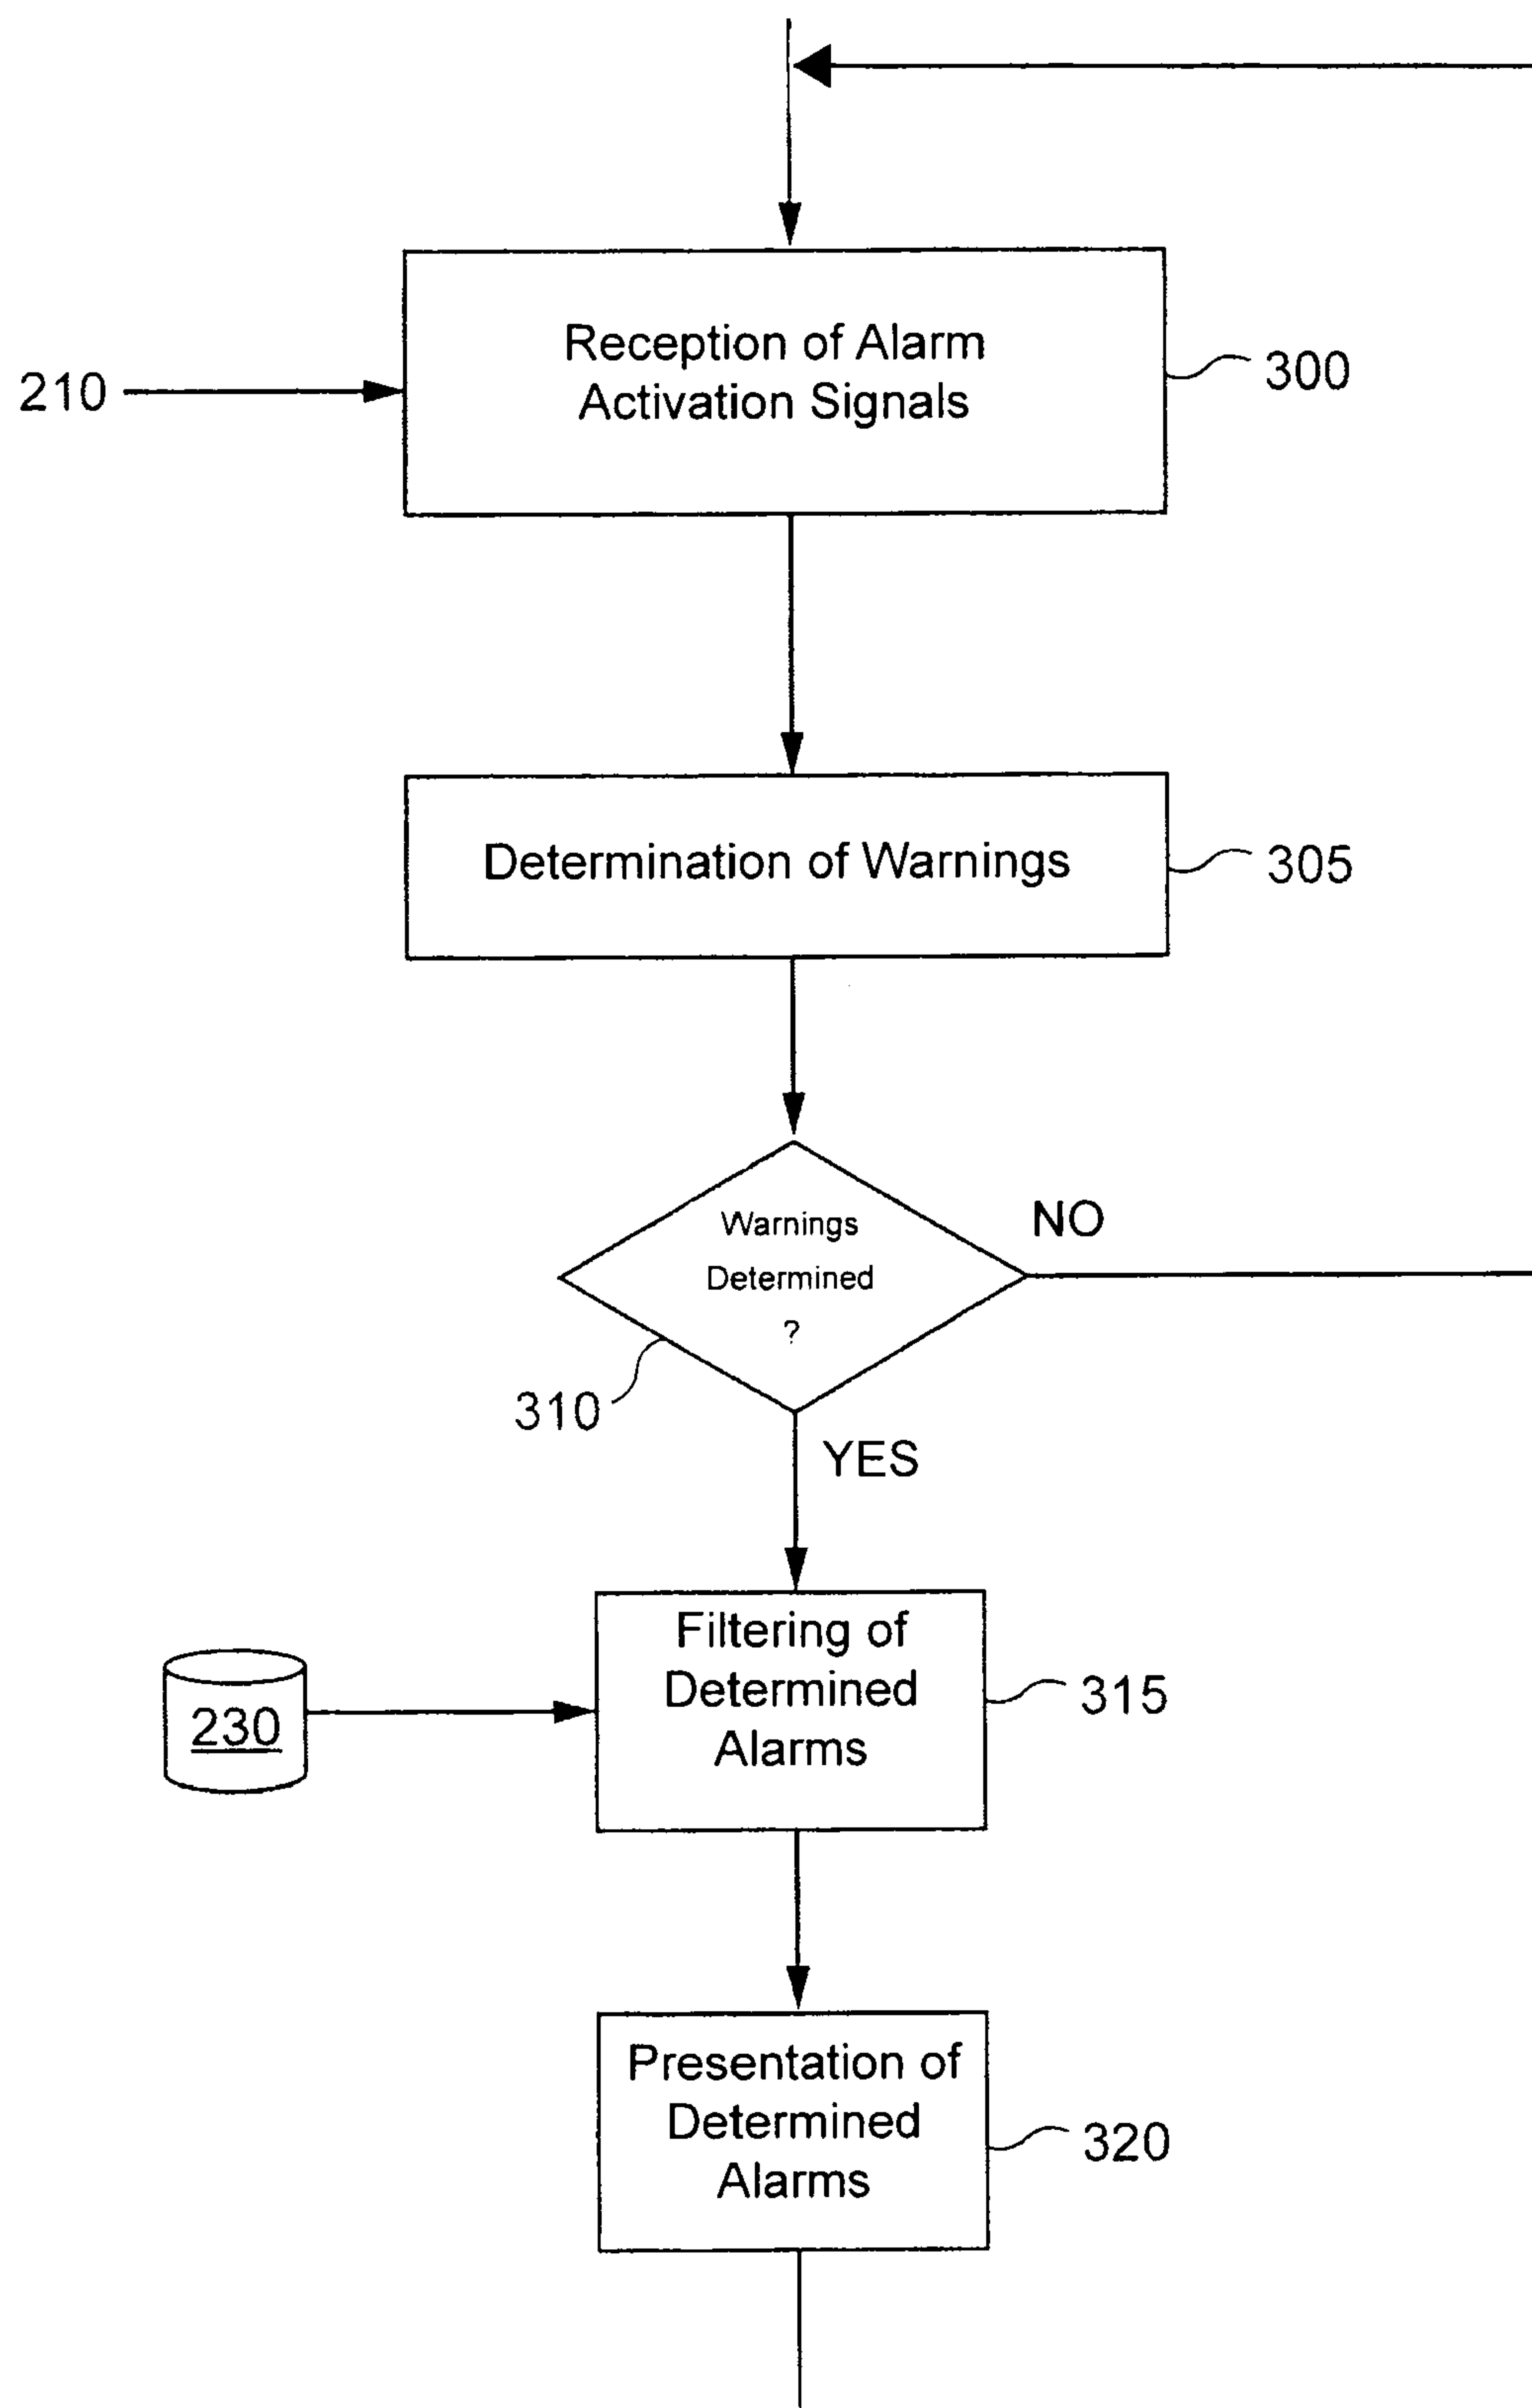 Reception of Alarm
Activation Signals
300
210
Determination of Warnings
305
Warnings
Determined
?
NO
310
YES
Filtering of
Determined
Alarms
315
230
Presentation of
Determined
Alarms
320